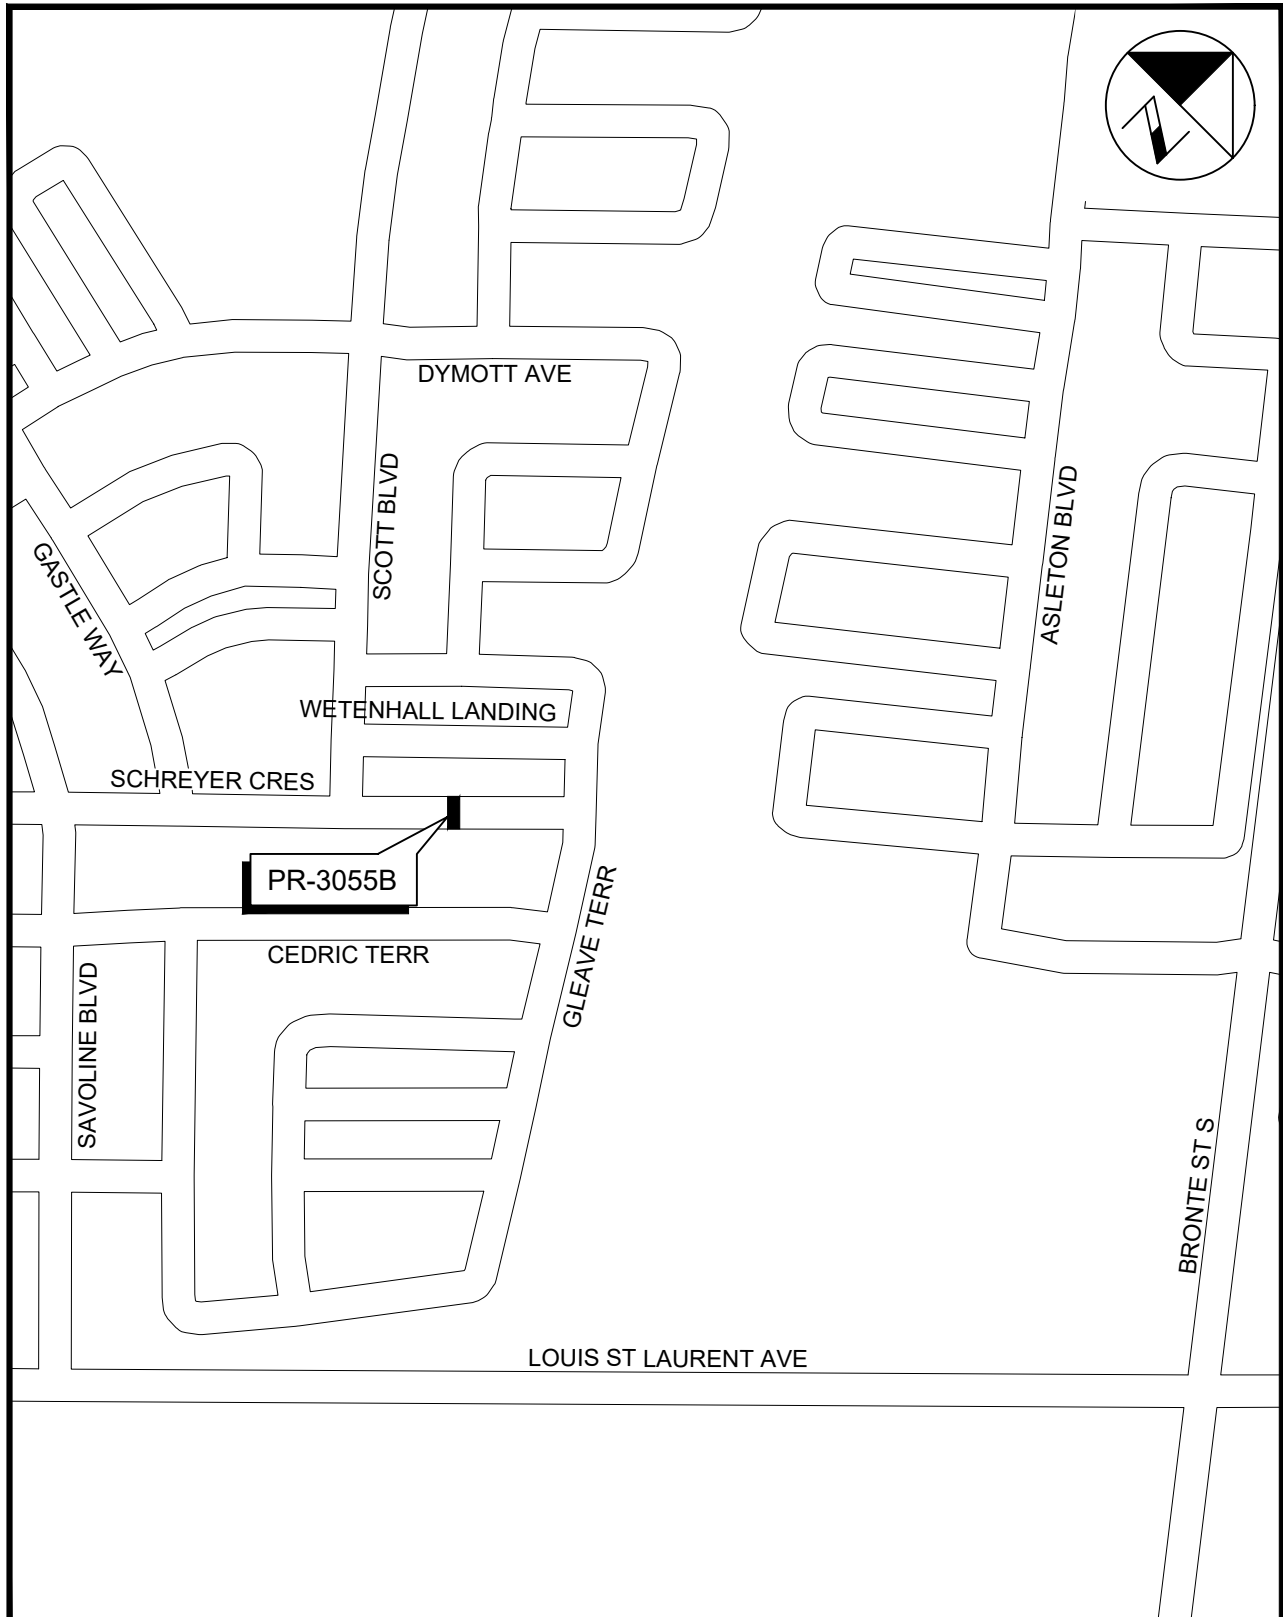 DYMOTT AVE
SCOTT BLVD
ASLETON BLVD
GASTLE WAY
WETENHALL LANDING
SCHREYER CRES
PR-3055B
GLEAVE TERR
CEDRIC TERR
SAVOLINE BLVD
BRONTE ST S
LOUIS ST LAURENT AVE